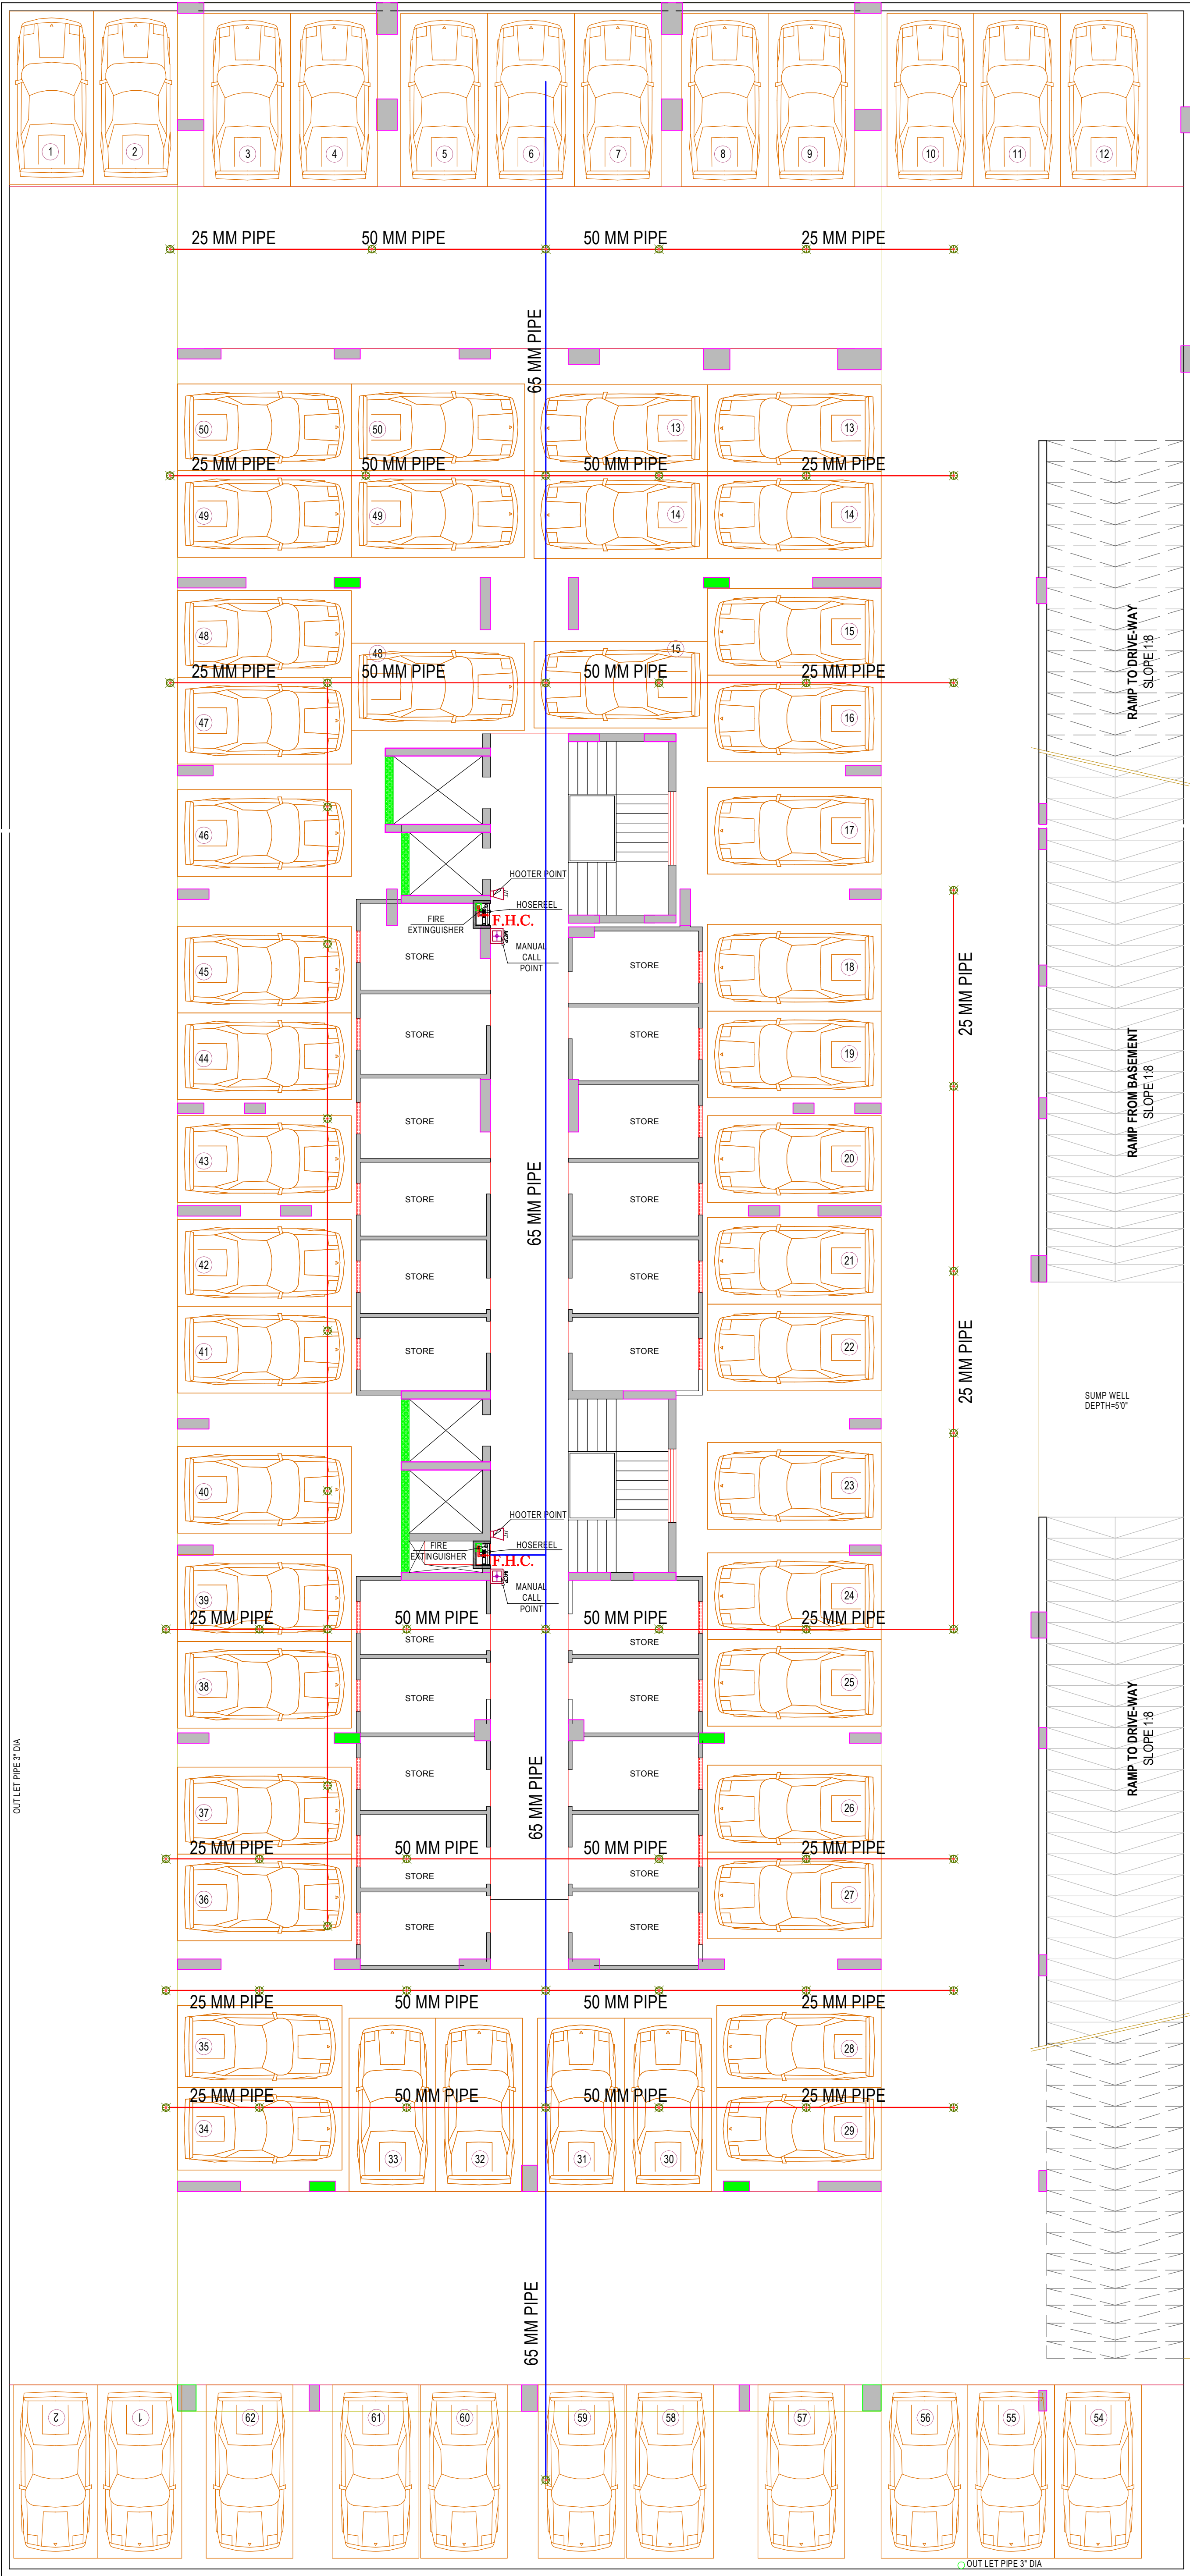 1 2 3 4 5 6 7 8 9 10 11 12
25 MM PIPE 50 MM PIPE 50 MM PIPE 25 MM PIPE
65 MM PIPE
50 50 13 13
25 MM PIPE 50 MM PIPE 50 MM PIPE 25 MM PIPE
49 49 14 14
48 48 15 15
RAMP TO DRIVE-WAY
SLOPE 1:8
25 MM PIPE 50 MM PIPE 50 MM PIPE 25 MM PIPE
47 16
46 17
HOOTER POINT
HOSEREEL
FIRE
EXTINGUISHER
F.H.C.
MANUAL
CALL
POINT
STORE STORE
45 18
25 MM PIPE
STORE STORE
44 19
RAMP FROM BASEMENT
SLOPE 1:8
STORE STORE
43 20
65 MM PIPE
STORE STORE
42 21
STORE STORE
41 22
STORE STORE
25 MM PIPE
SUMP WELL
DEPTH=5'0"
40 23
HOOTER POINT
HOSEREEL
FIRE
EXTINGUISHER
F.H.C.
MANUAL
CALL
POINT
39 24
25 MM PIPE 50 MM PIPE 50 MM PIPE 25 MM PIPE
STORE STORE
38 25
STORE STORE
RAMP TO DRIVE-WAY
SLOPE 1:8
OUT LET PIPE 3" DIA
STORE STORE
37 26
65 MM PIPE
25 MM PIPE 50 MM PIPE 50 MM PIPE 25 MM PIPE
STORE STORE
36 27
STORE STORE
25 MM PIPE 50 MM PIPE 50 MM PIPE 25 MM PIPE
35 28
25 MM PIPE 50 MM PIPE 50 MM PIPE 25 MM PIPE
34 29
33 32 31 30
65 MM PIPE
2 1 62 61 60 59 58 57 56 55 54
OUT LET PIPE 3" DIA